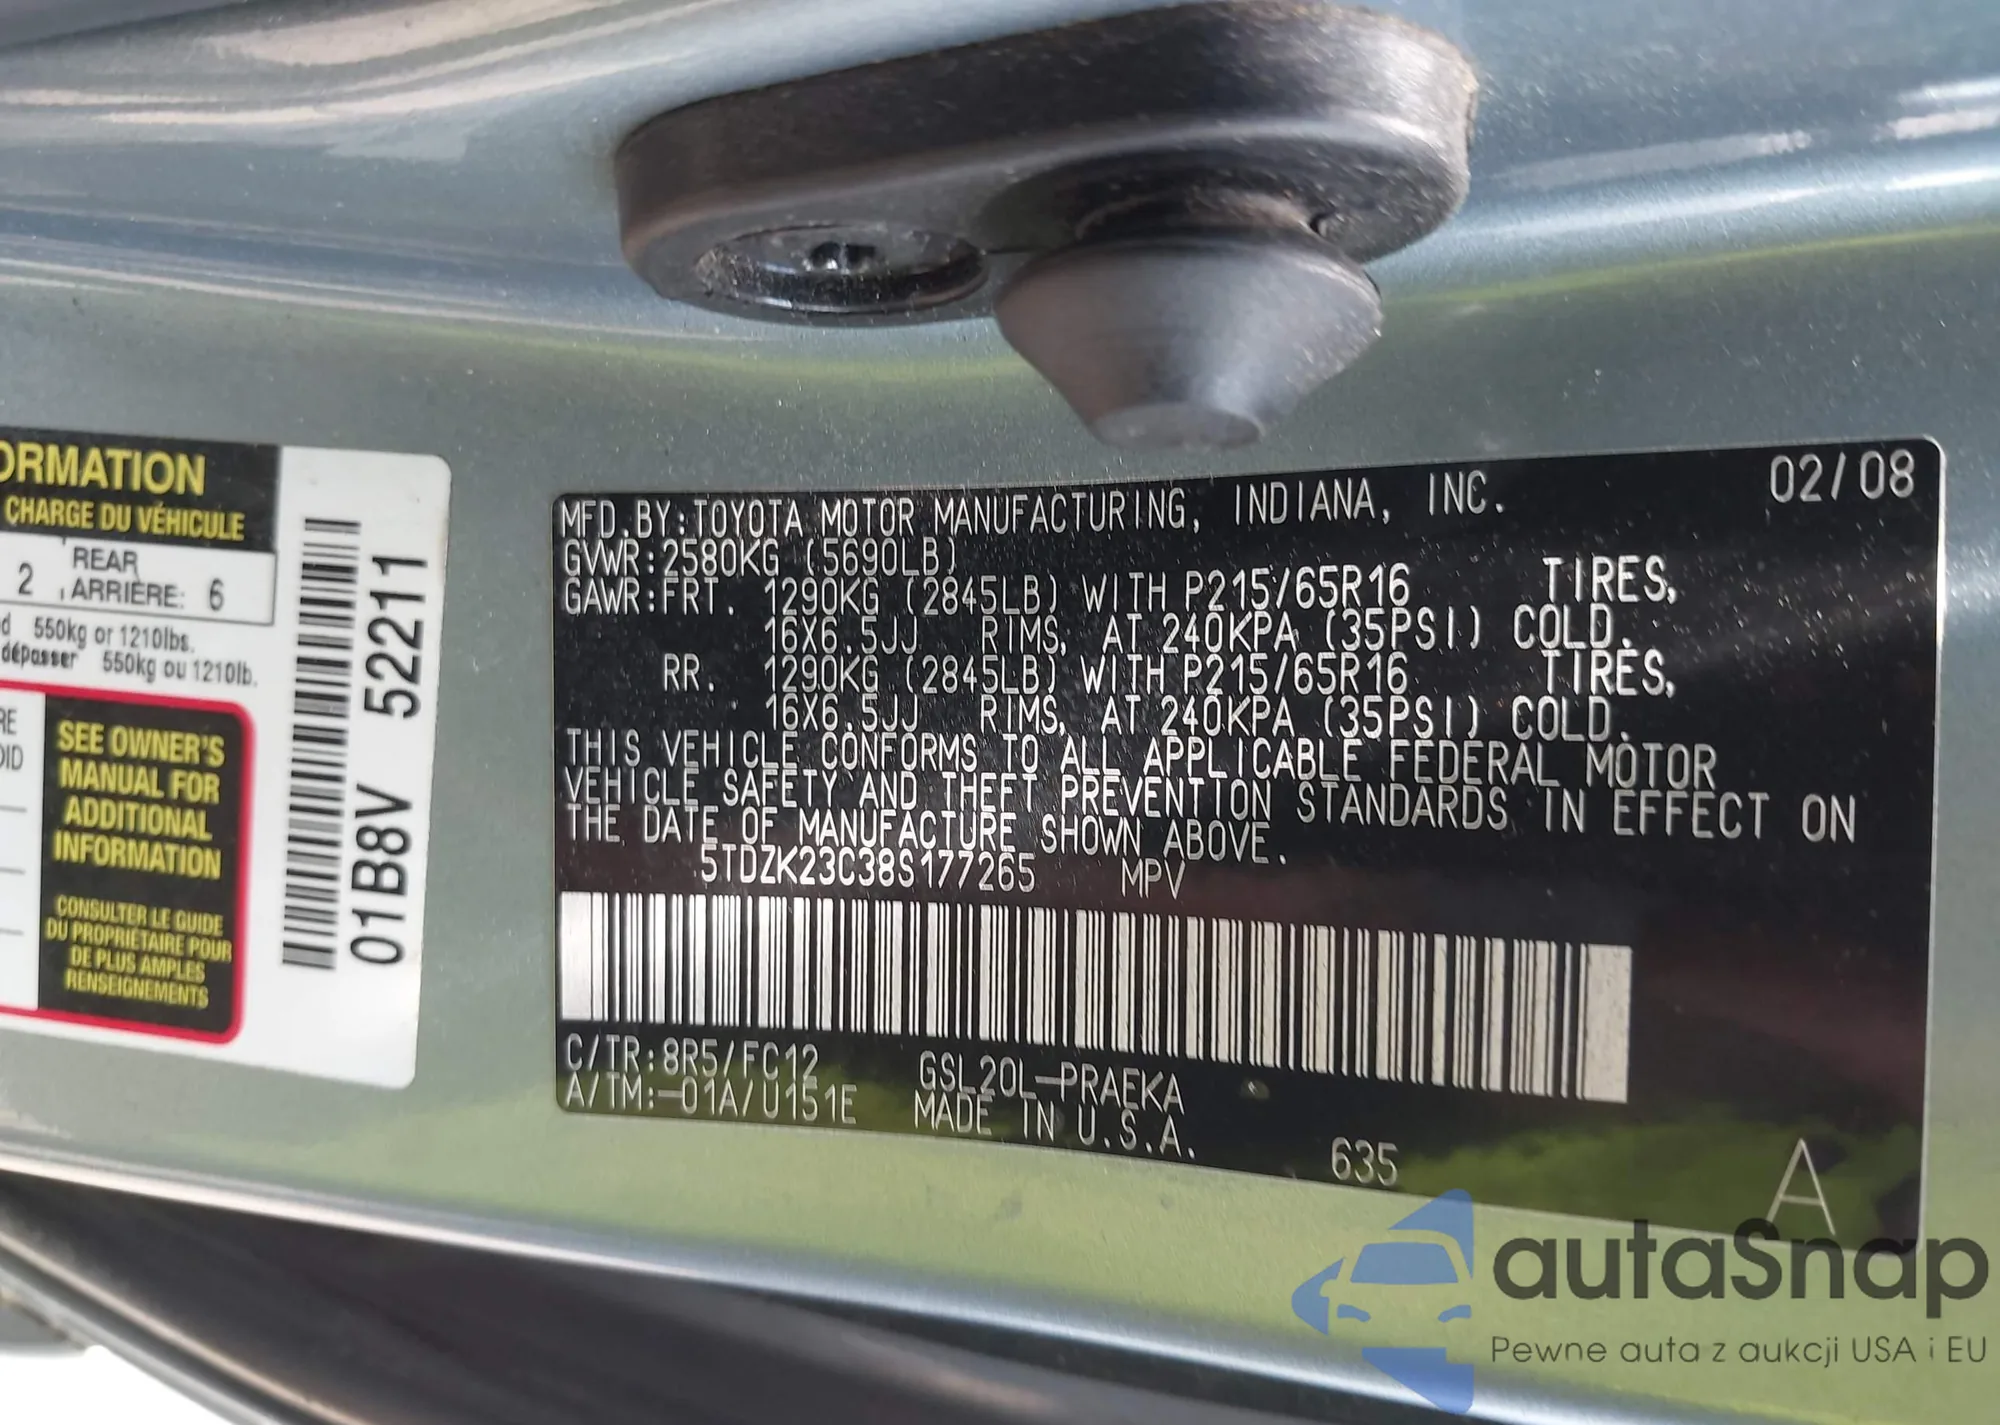 ORMATION
CHARGE DU VÉHICULE
2 REAR
ARRIÈRE: 6
550kg or 1210lbs.
dépasser 550kg ou 1210lb.
SEE OWNER'S
MANUAL FOR
ADDITIONAL
INFORMATION
CONSULTER LE GUIDE
DU PROPRIÉTAIRE POUR
DE PLUS AMPLES
RENSEIGNEMENTS
01B8V 52211
02/08
MFD.BY:TOYOTA MOTOR MANUFACTURING, INDIANA, INC.
GVWR:2580KG (5690LB)
GAWR:FRT. 1290KG (2845LB) WITH P215/65R16 TIRES,
16X6.5JJ RIMS, AT 240KPA (35PSI) COLD.
RR. 1290KG (2845LB) WITH P215/65R16 TIRES,
16X6.5JJ RIMS, AT 240KPA (35PSI) COLD.
THIS VEHICLE CONFORMS TO ALL APPLICABLE FEDERAL MOTOR
VEHICLE SAFETY AND THEFT PREVENTION STANDARDS IN EFFECT ON
THE DATE OF MANUFACTURE SHOWN ABOVE.
5TDZK23C38S177265 MPV
C/TR:8R5/FC12 GSL20L-PRAEKA
A/TM:-01A/U151E MADE IN U.S.A.
635
A
autaSnap
Pewne auta z aukcji USA i EU